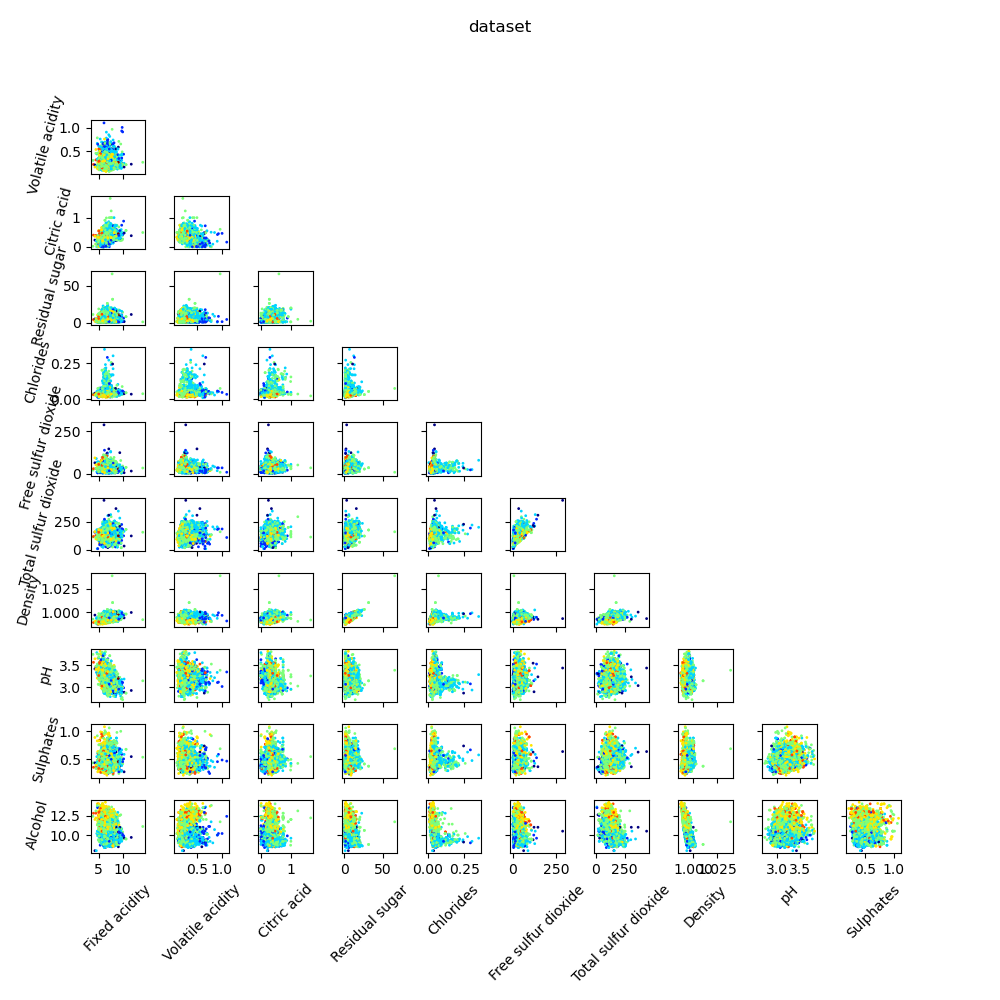 dataset
Volatile acidity
1.0
0.5
Citric acid
1
0
Residual sugar
50
0
Chlorides
0.25
0.00
Free sulfur dioxide
250
0
Total sulfur dioxide
250
0
Density
1.025
1.000
pH
3.5
3.0
Sulphates
1.0
0.5
Alcohol
12.5
10.0
5 10 0.5 1.0 0 1 0 50 0.00 0.25 0 250 0 250 1.000 1.025 3.0 3.5 0.5 1.0
Fixed acidity
Volatile acidity
Citric acid
Residual sugar
Chlorides
Free sulfur dioxide
Total sulfur dioxide
Density
pH
Sulphates